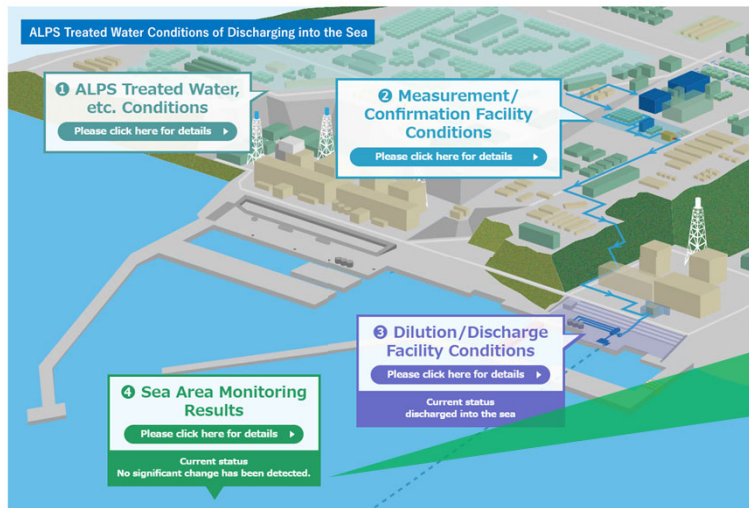 ALPS Treated Water Conditions of Discharging into the Sea
❶ ALPS Treated Water,
etc. Conditions
Please click here for details
❷ Measurement/
Confirmation Facility
Conditions
Please click here for details
❸ Dilution/Discharge
Facility Conditions
Please click here for details
Current status
discharged into the sea
❹ Sea Area Monitoring
Results
Please click here for details
Current status
No significant change has been detected.